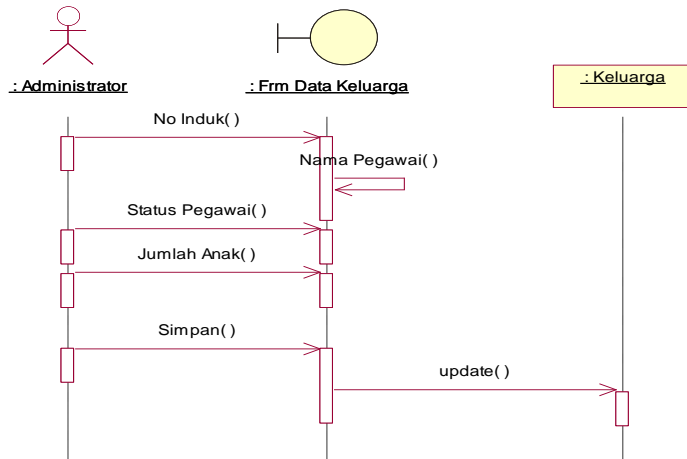 : Administrator
: Frm Data Keluarga
: Keluarga
No Induk( )
Nama Pegawai( )
Status Pegawai( )
Jumlah Anak( )
Simpan( )
update( )